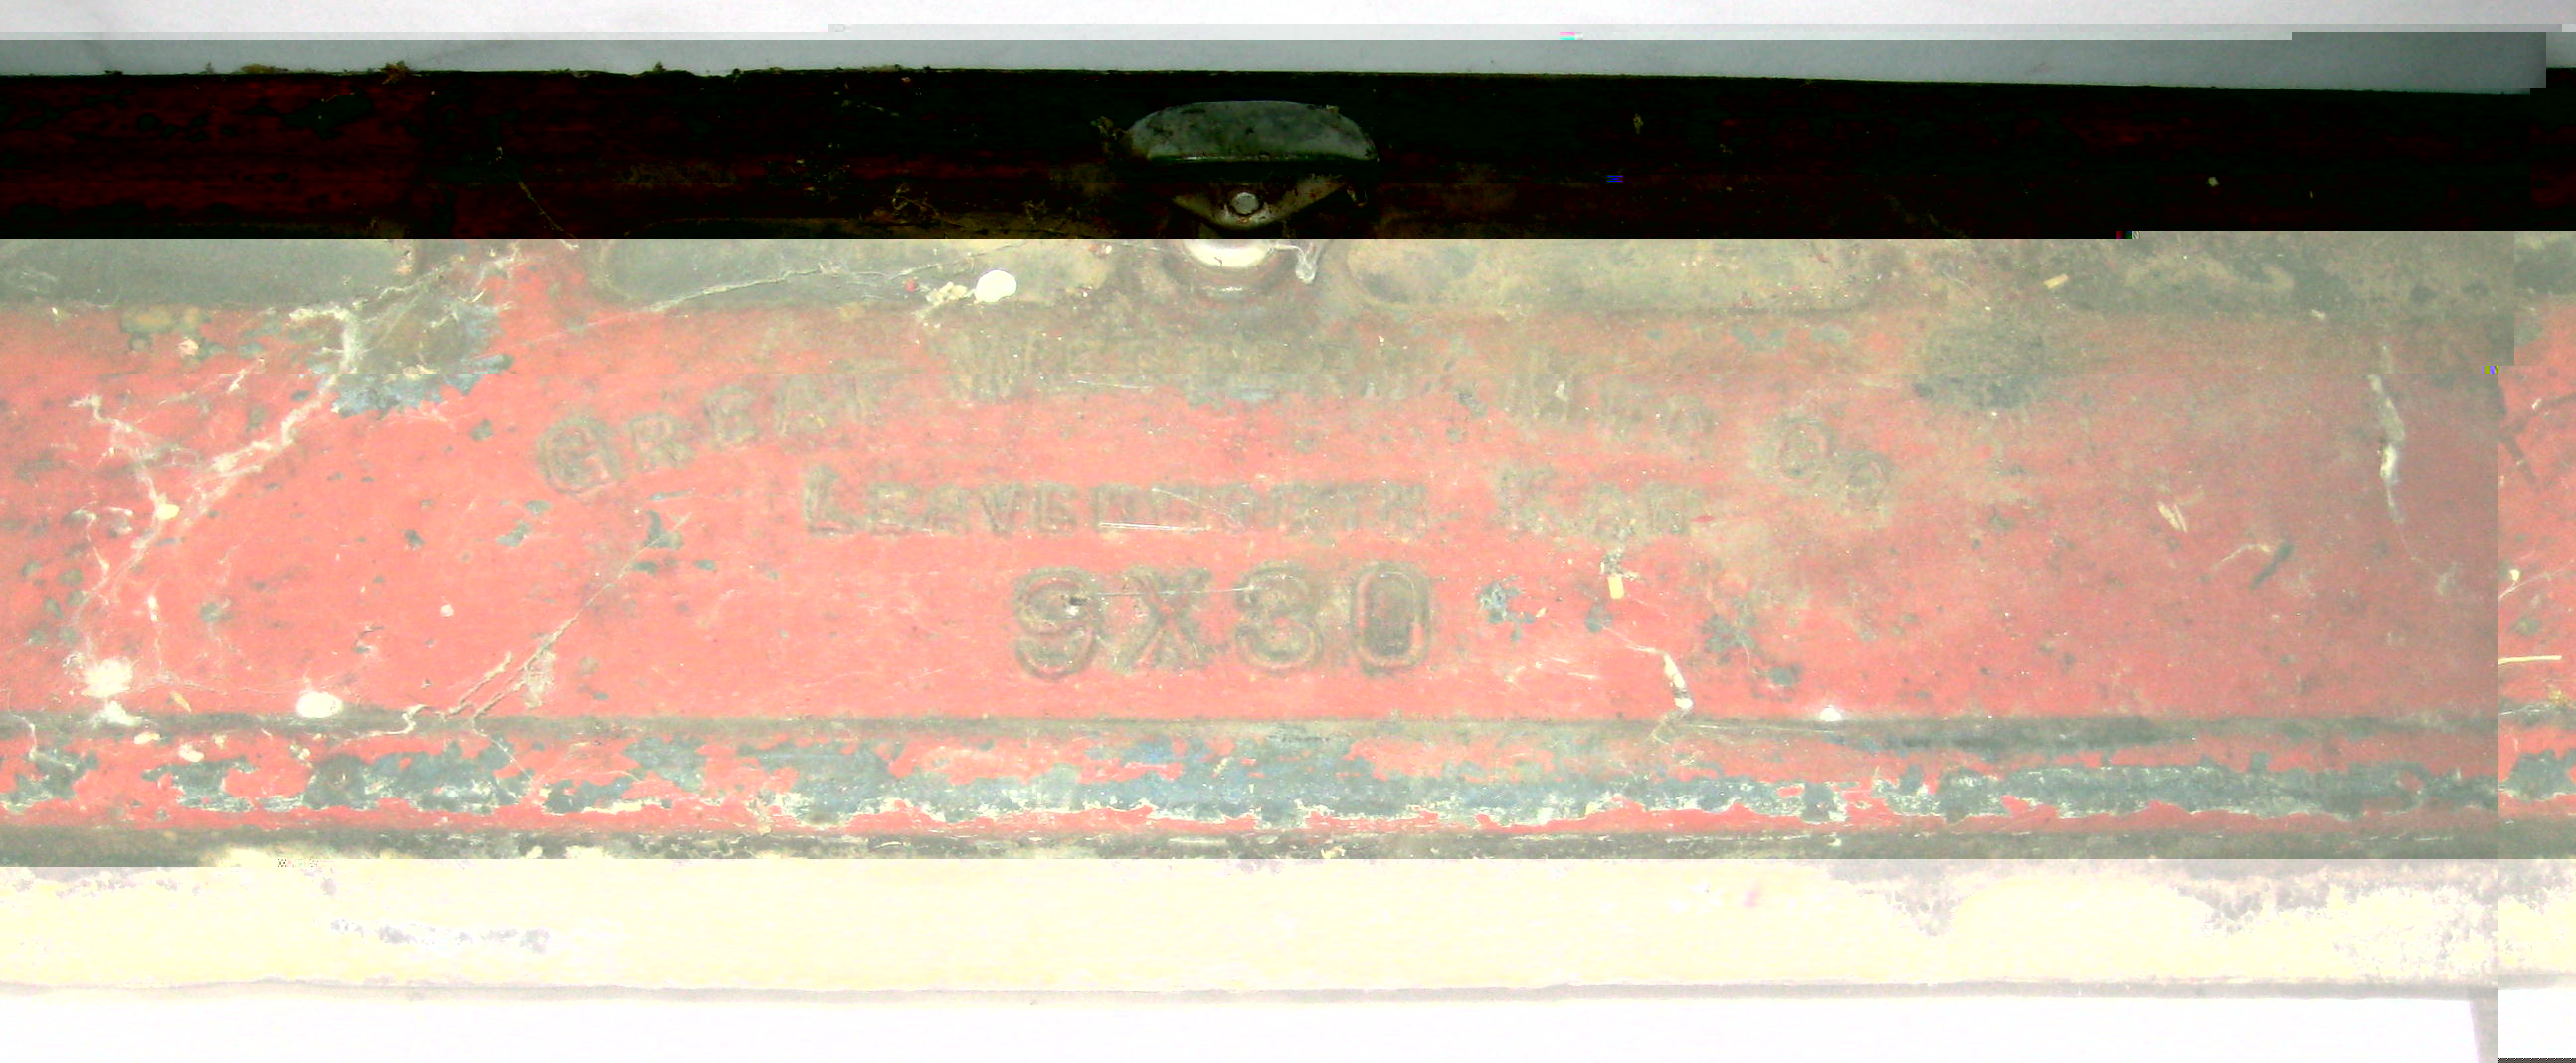 GREAT WESTERN MFG CO
LEAVENWORTH KAN
9X30